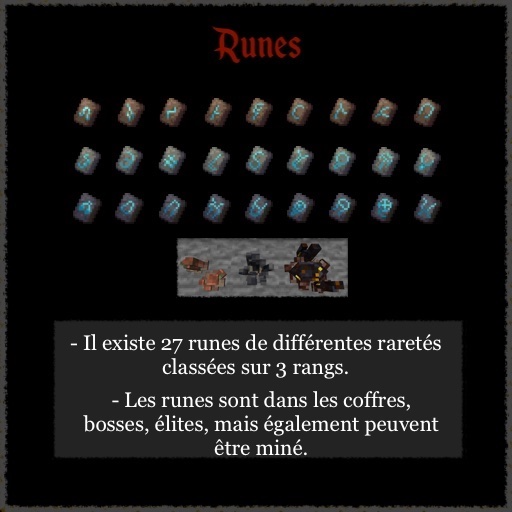 Runes
- Il existe 27 runes de différentes raretés
classées sur 3 rangs.
- Les runes sont dans les coffres,
bosses, élites, mais également peuvent
être miné.